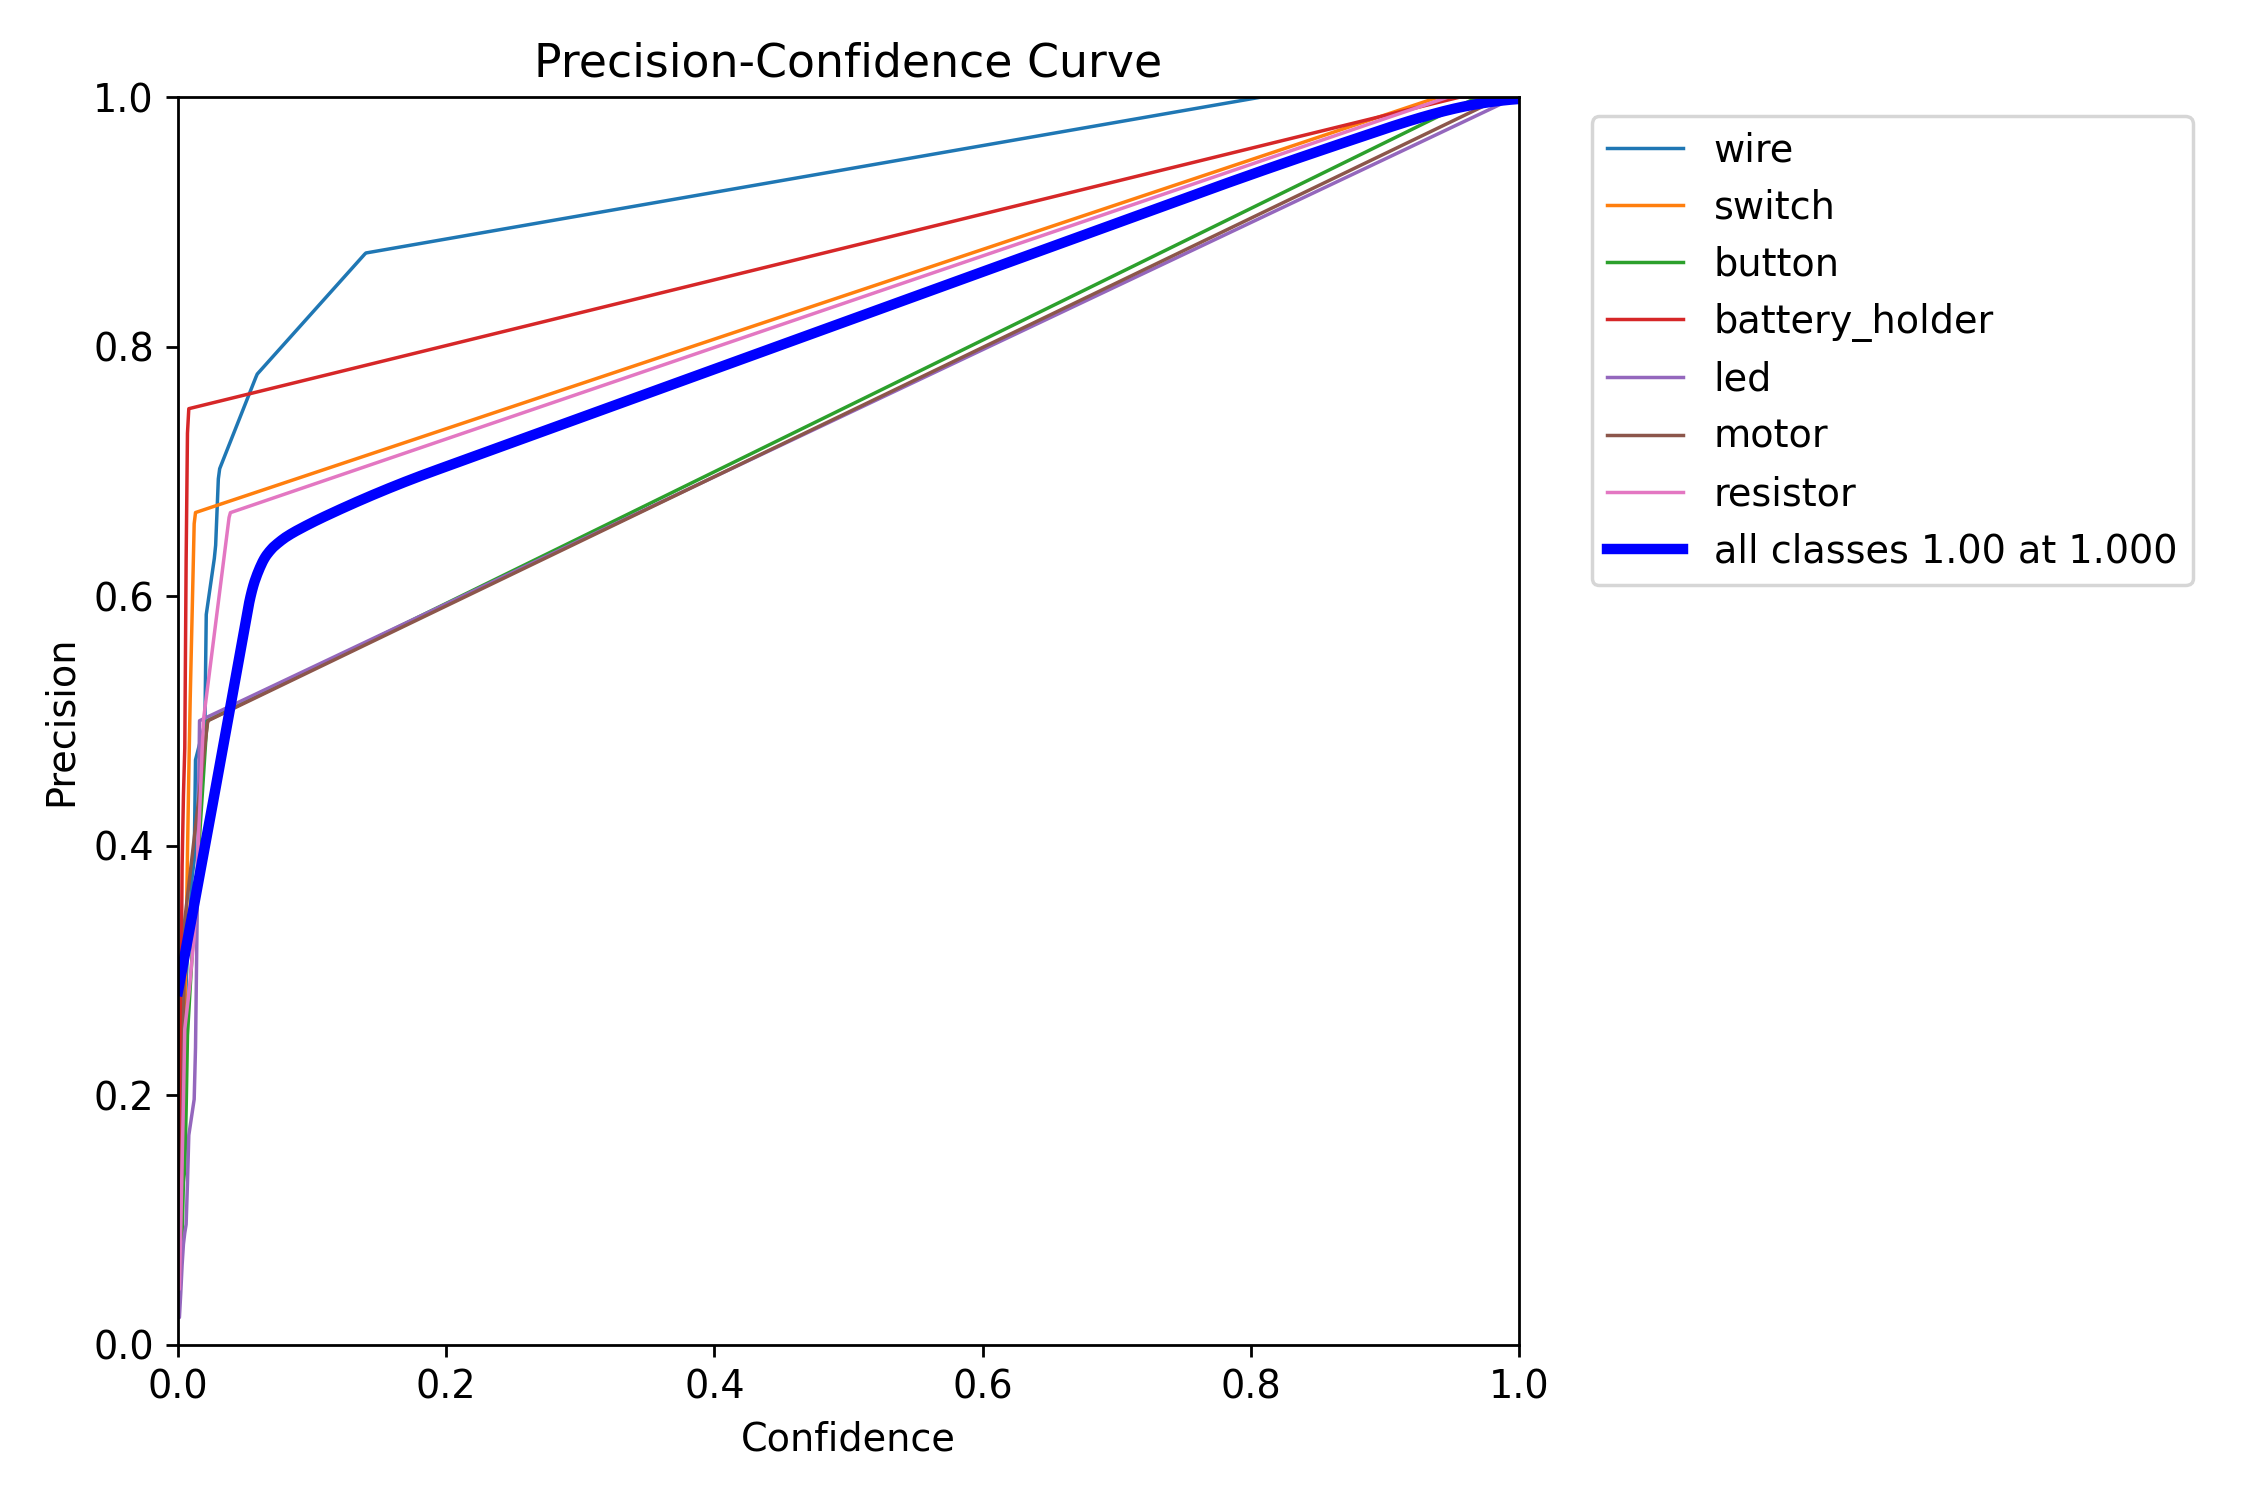 Precision-Confidence Curve
1.0
0.8
0.6
0.4
0.2
0.0
Precision
0.0 0.2 0.4 0.6 0.8 1.0
Confidence
wire
switch
button
battery_holder
led
motor
resistor
all classes 1.00 at 1.000